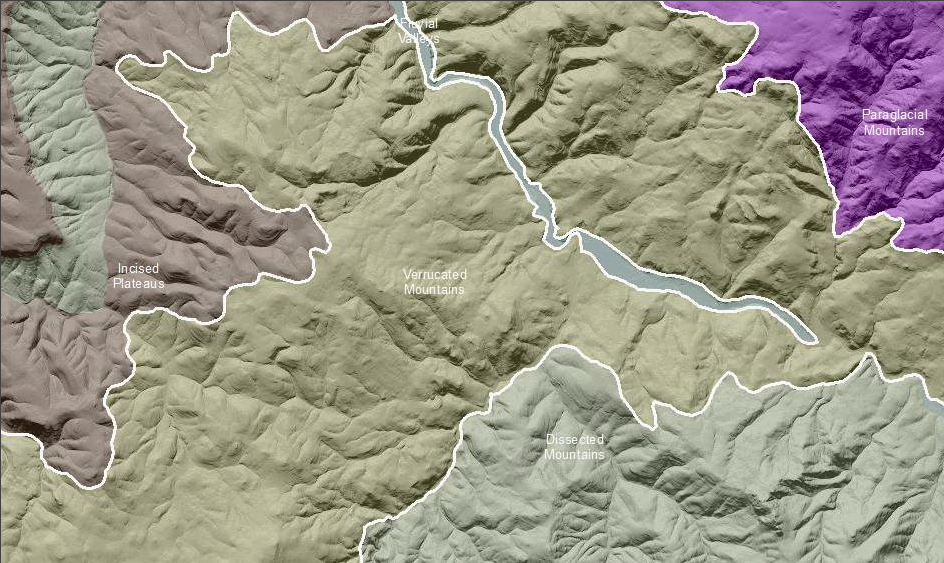 Fluvial
Valleys
Paraglacial
Mountains
Incised
Plateaus
Verrucated
Mountains
Dissected
Mountains